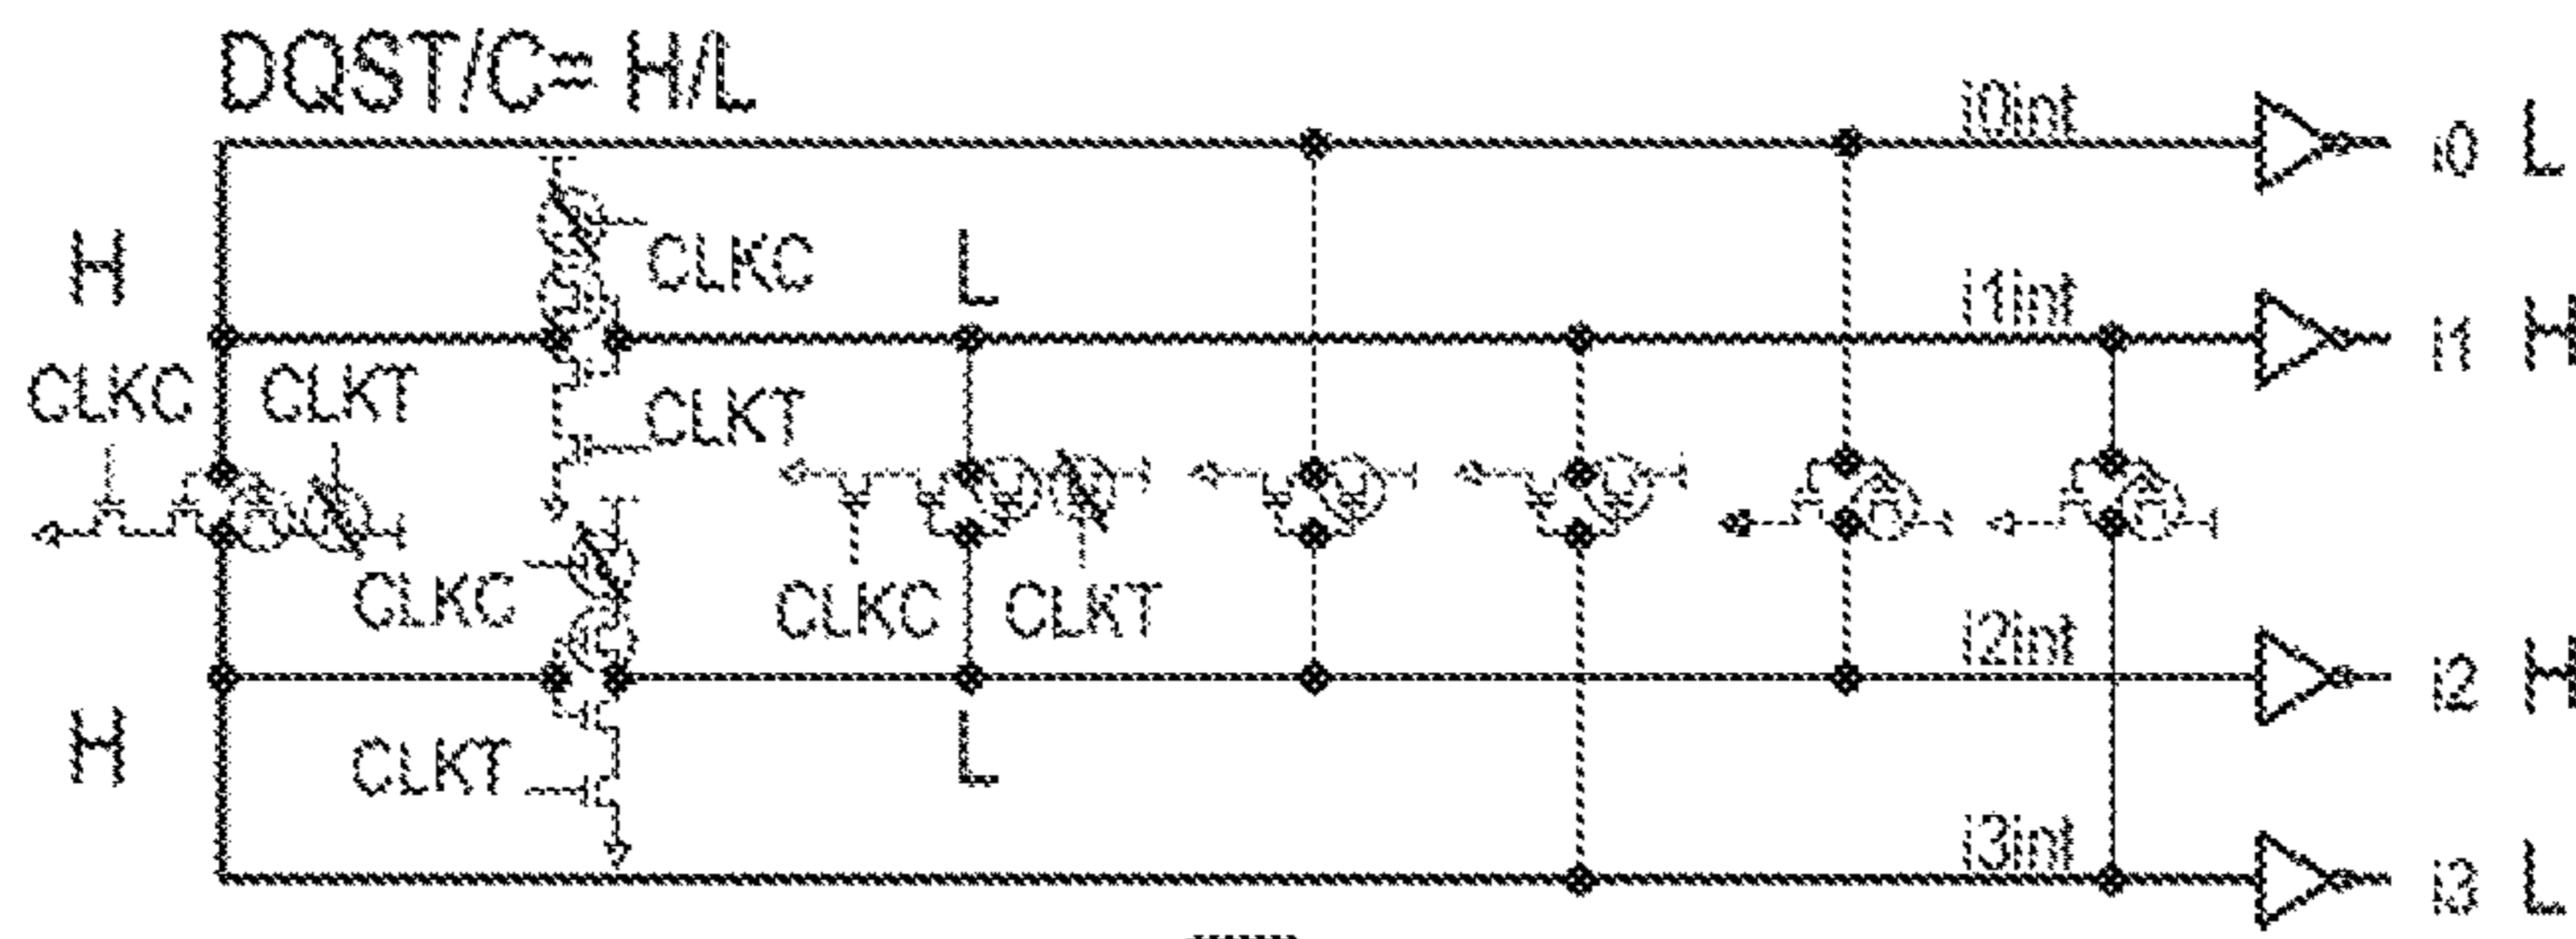 DQST/C= H/L
i0int
i0 L
H
CLKC
L
i1int
i1 H
CLKC
CLKT
CLKT
CLKC
CLKC
CLKT
i2int
i2 H
H
CLKT
L
i3int
i3 L